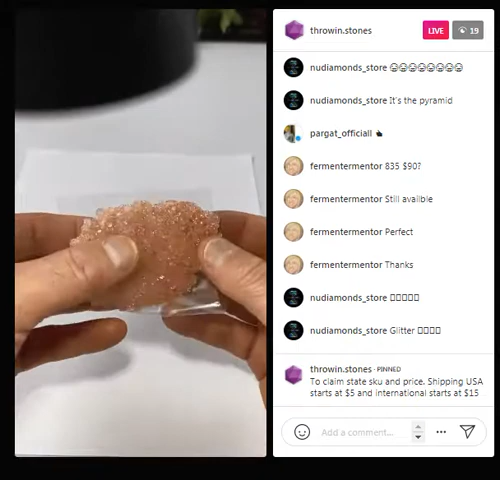 throwin.stones
LIVE
19
nudiamonds_store 😍😍😍😍😍😍😍😍
nudiamonds_store It's the pyramid
pargat_officiall
fermentermentor 835 $90?
fermentermentor Still availble
fermentermentor Perfect
fermentermentor Thanks
nudiamonds_store ▯▯▯▯▯
nudiamonds_store Glitter ▯▯▯▯
throwin.stones · PINNED
To claim state sku and price. Shipping USA
starts at $5 and international starts at $15
Add a comment...